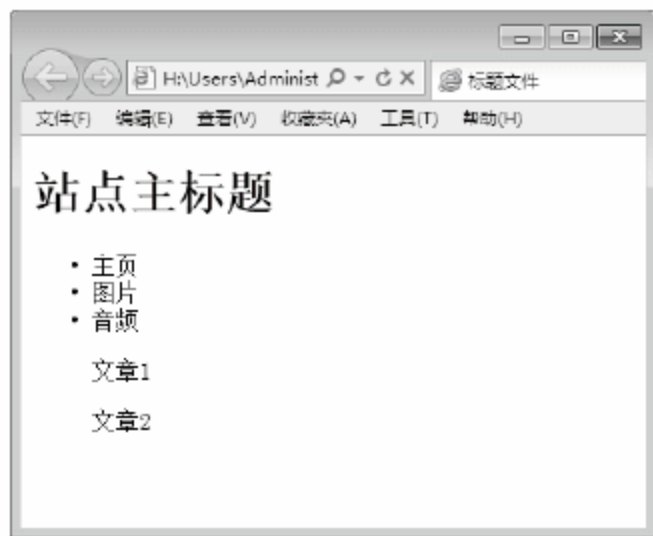 H:\Users\Administ
标题文件
文件(F) 编辑(E) 查看(V) 收藏夹(A) 工具(T) 帮助(H)
站点主标题
• 主页
• 图片
• 音频
文章1
文章2